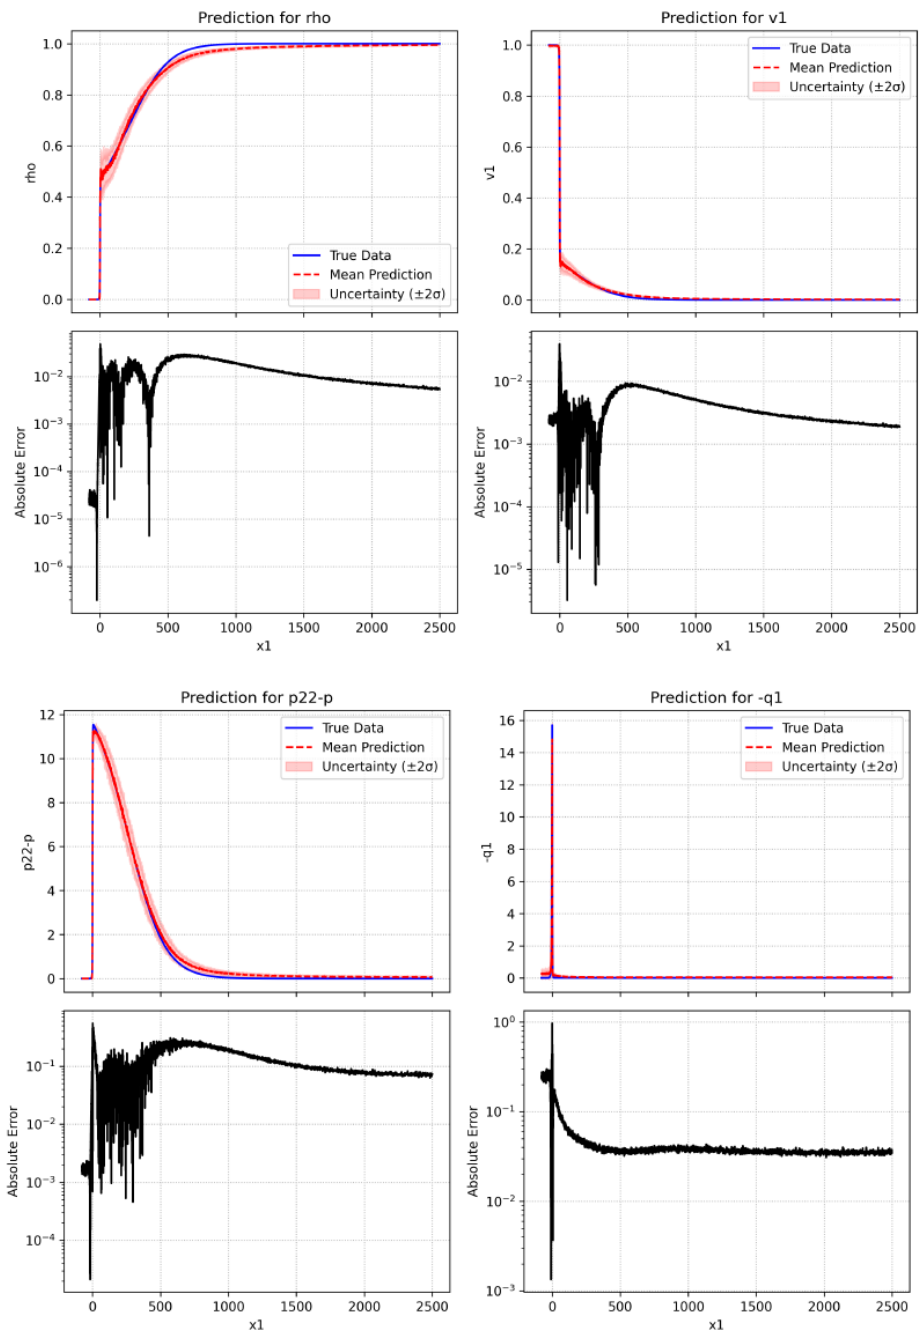 Prediction for rho
1.0
0.8
0.6
0.4
0.2
0.0
rho
True Data
Mean Prediction
Uncertainty (±2σ)
10⁻²
10⁻³
10⁻⁴
10⁻⁵
10⁻⁶
Absolute Error
0 500 1000 1500 2000 2500
x1
Prediction for v1
1.0
0.8
0.6
0.4
0.2
0.0
v1
True Data
Mean Prediction
Uncertainty (±2σ)
10⁻²
10⁻³
10⁻⁴
10⁻⁵
Absolute Error
0 500 1000 1500 2000 2500
x1
Prediction for p22-p
12
10
8
6
4
2
0
p22-p
True Data
Mean Prediction
Uncertainty (±2σ)
10⁻¹
10⁻²
10⁻³
10⁻⁴
Absolute Error
0 500 1000 1500 2000 2500
x1
Prediction for -q1
16
14
12
10
8
6
4
2
0
-q1
True Data
Mean Prediction
Uncertainty (±2σ)
10⁰
10⁻¹
10⁻²
10⁻³
Absolute Error
0 500 1000 1500 2000 2500
x1